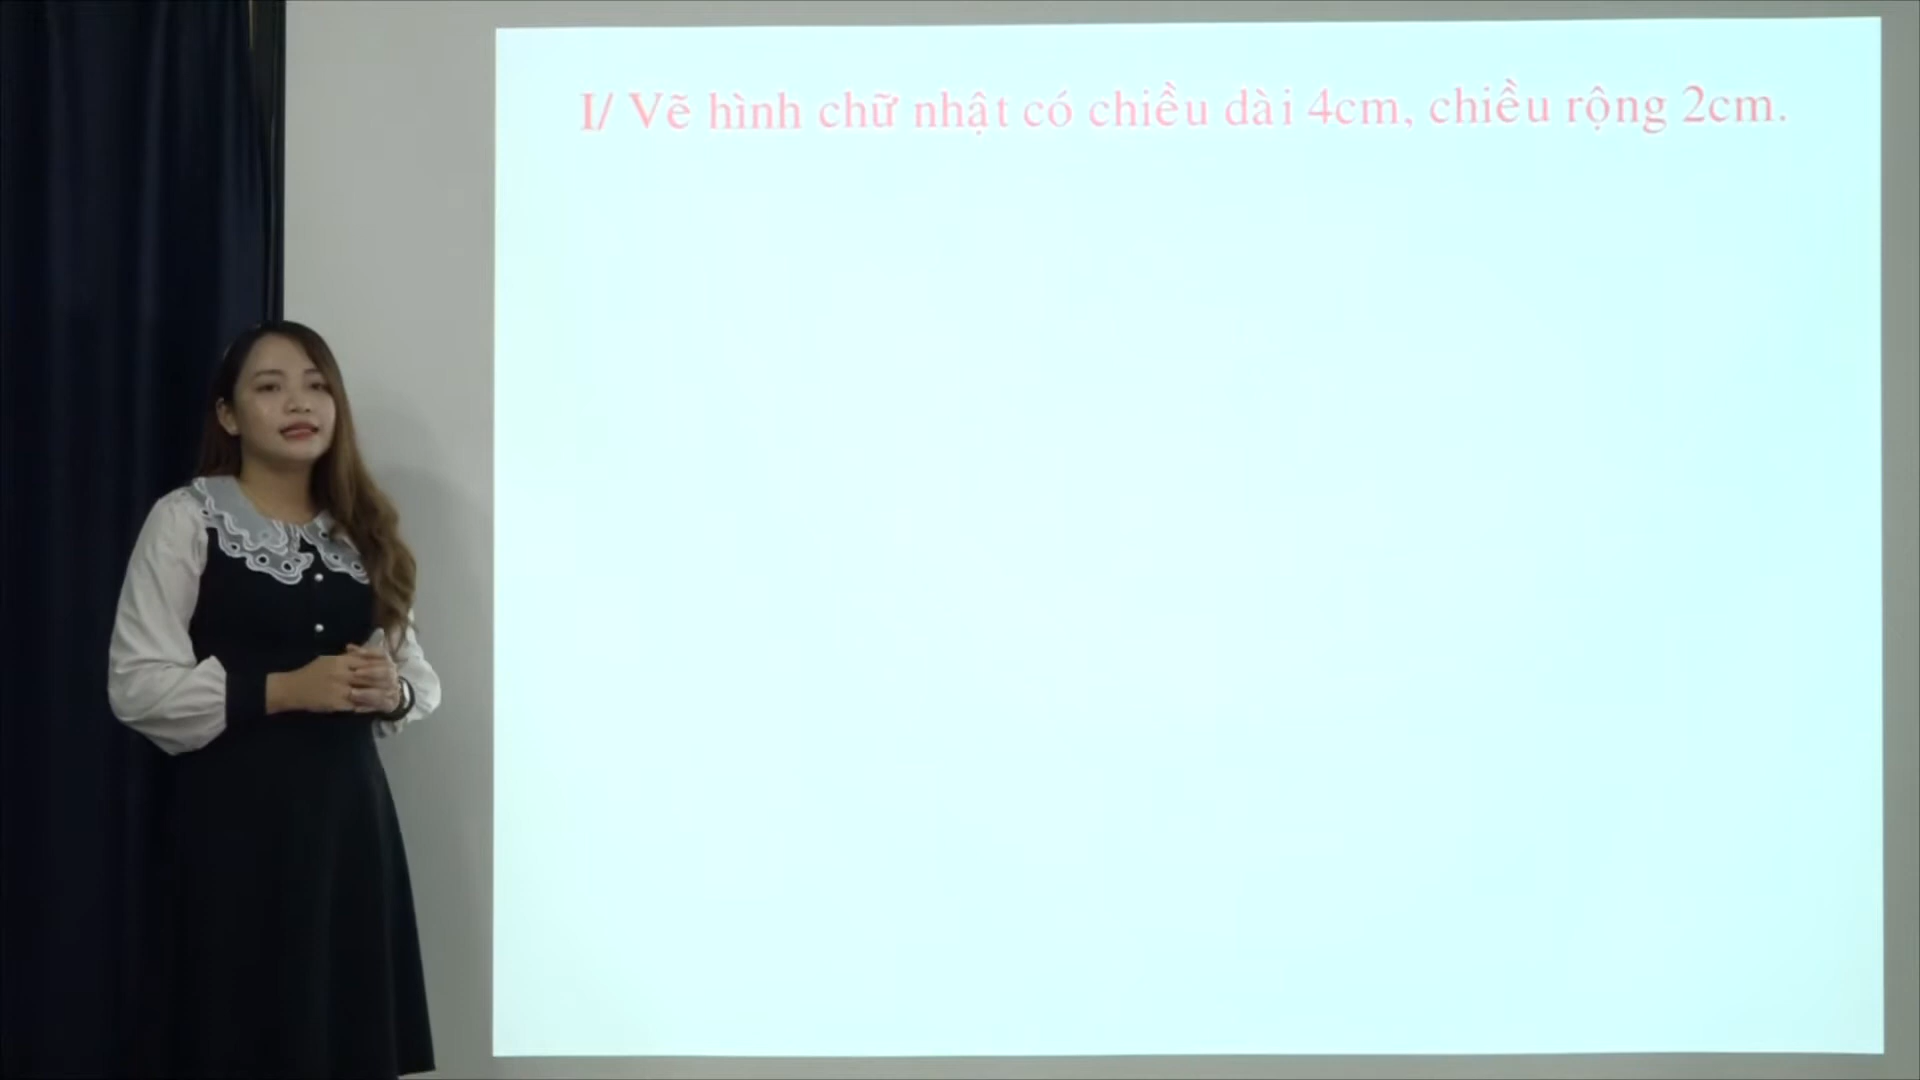 I/ Vẽ hình chữ nhật có chiều dài 4cm, chiều rộng 2cm.